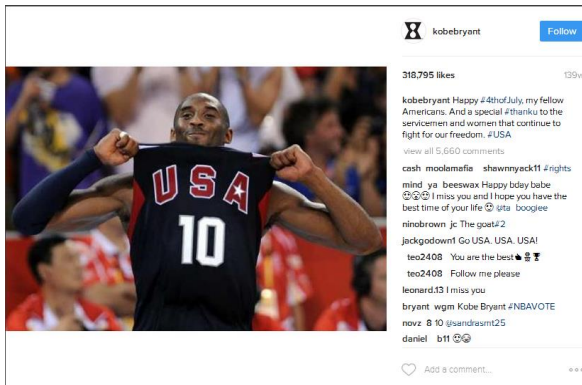 kobebryant
Follow
318,795 likes
139w
kobebryant Happy #4thofJuly, my fellow
Americans. And a special #thanku to the
servicemen and women that continue to
fight for our freedom. #USA
view all 5,660 comments
cash moolamafia shawnnyack11 #rights
mind ya beeswax Happy bday babe
I miss you and I hope you have the
best time of your life @ta boogiee
ninobrown jc The goat#2
jackgodown1 Go USA. USA. USA!
teo2408 You are the best
teo2408 Follow me please
leonard.13 I miss you
bryant wgm Kobe Bryant #NBAVOTE
novz 8 10 @sandrasmt25
daniel b11
Add a comment...
USA
10